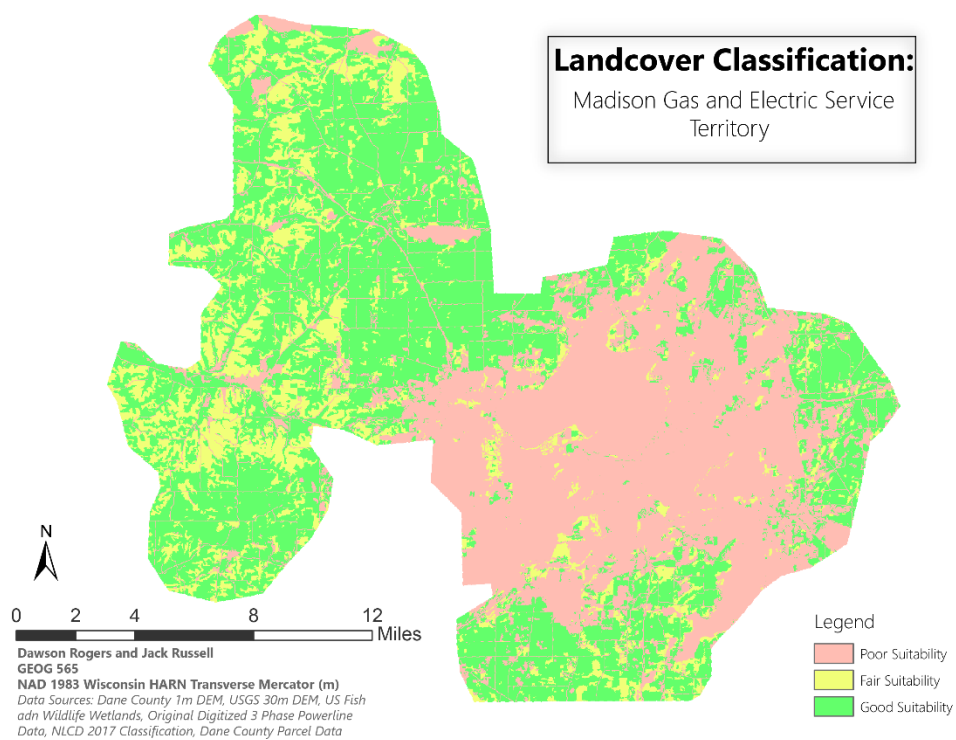 Landcover Classification:
Madison Gas and Electric Service
Territory
N
0 2 4 8 12
Miles
Dawson Rogers and Jack Russell
GEOG 565
NAD 1983 Wisconsin HARN Transverse Mercator (m)
Data Sources: Dane County 1m DEM, USGS 30m DEM, US Fish
adn Wildlife Wetlands, Original Digitized 3 Phase Powerline
Data, NLCD 2017 Classification, Dane County Parcel Data
Legend
Poor Suitability
Fair Suitability
Good Suitability